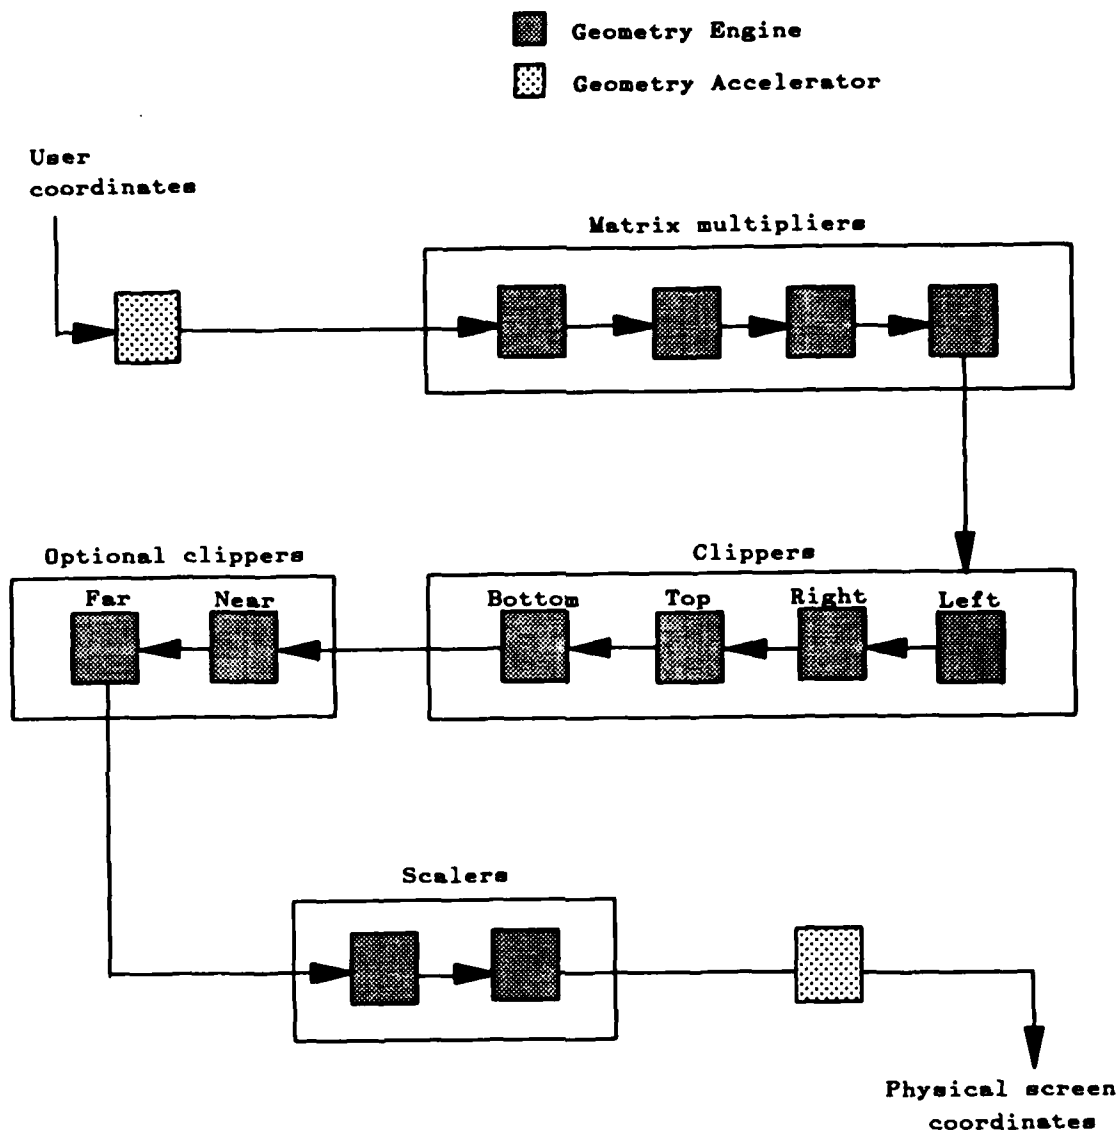 Geometry Engine
Geometry Accelerator
User
coordinates
Matrix multipliers
Optional clippers
Clippers
Far
Near
Bottom
Top
Right
Left
Scalers
Physical screen
coordinates